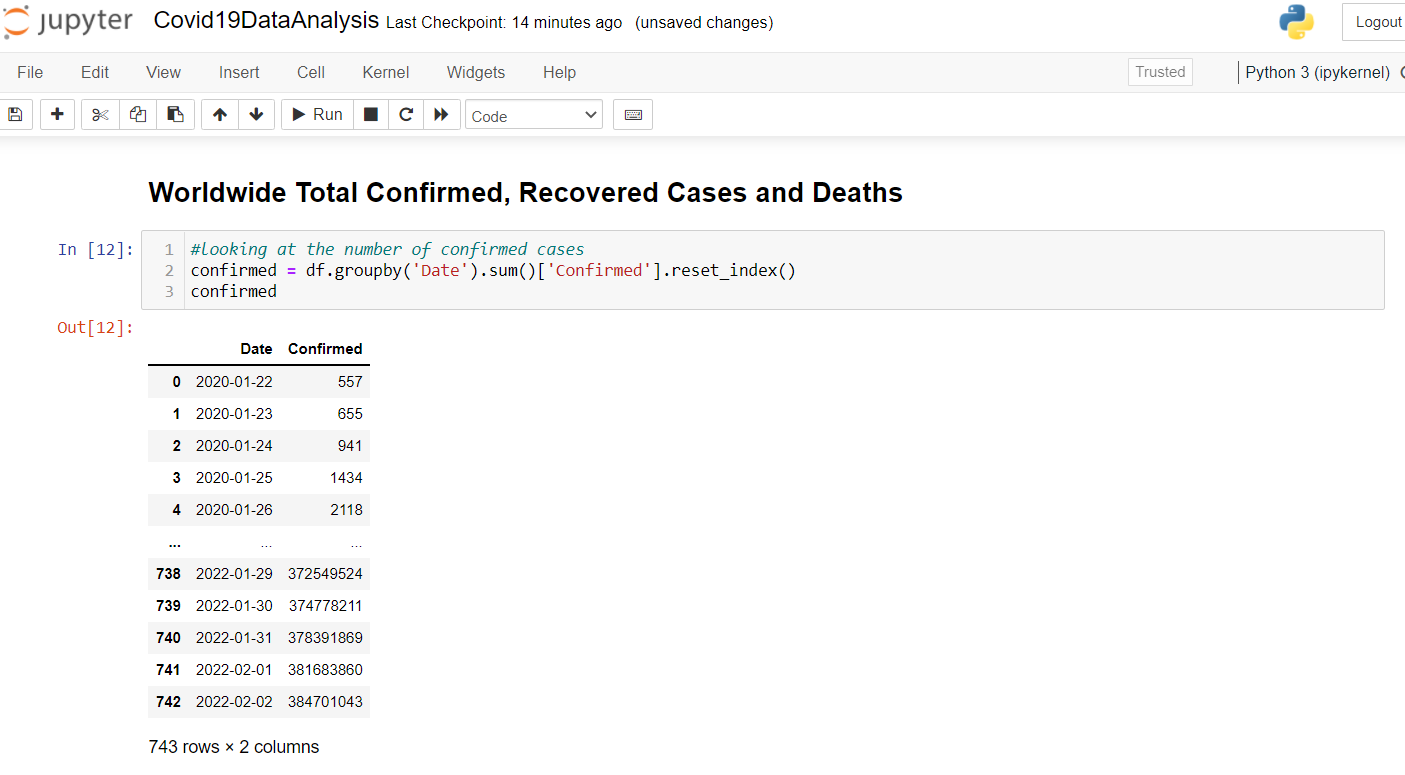 jupyter Covid19DataAnalysis Last Checkpoint: 14 minutes ago (unsaved changes) Logout
File Edit View Insert Cell Kernel Widgets Help Trusted Python 3 (ipykernel)
Run Code
Worldwide Total Confirmed, Recovered Cases and Deaths
In [12]: 1 #looking at the number of confirmed cases
2 confirmed = df.groupby('Date').sum()['Confirmed'].reset_index()
3 confirmed
Out[12]:
Date Confirmed
0 2020-01-22 557
1 2020-01-23 655
2 2020-01-24 941
3 2020-01-25 1434
4 2020-01-26 2118
... ... ...
738 2022-01-29 372549524
739 2022-01-30 374778211
740 2022-01-31 378391869
741 2022-02-01 381683860
742 2022-02-02 384701043
743 rows × 2 columns